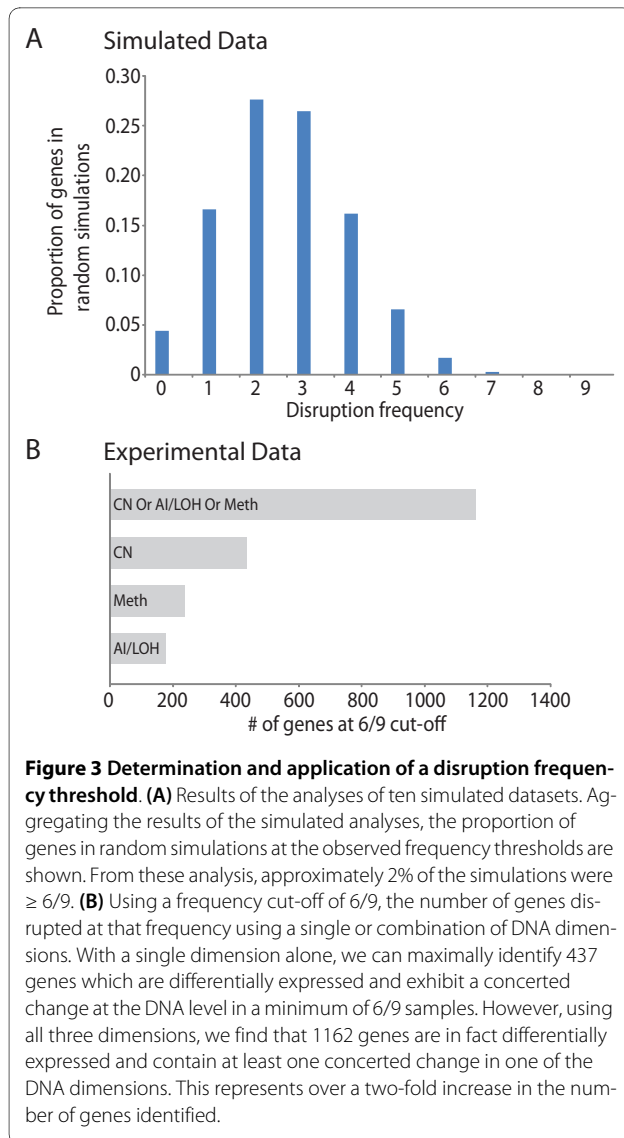 A
Simulated Data
Proportion of genes in
random simulations
0.30
0.25
0.20
0.15
0.10
0.05
0
0 1 2 3 4 5 6 7 8 9
Disruption frequency
B
Experimental Data
CN Or AI/LOH Or Meth
CN
Meth
AI/LOH
0 200 400 600 800 1000 1200 1400
# of genes at 6/9 cut-off
Figure 3 Determination and application of a disruption frequen-
cy threshold. (A) Results of the analyses of ten simulated datasets. Ag-
gregating the results of the simulated analyses, the proportion of
genes in random simulations at the observed frequency thresholds are
shown. From these analysis, approximately 2% of the simulations were
≥ 6/9. (B) Using a frequency cut-off of 6/9, the number of genes dis-
rupted at that frequency using a single or combination of DNA dimen-
sions. With a single dimension alone, we can maximally identify 437
genes which are differentially expressed and exhibit a concerted
change at the DNA level in a minimum of 6/9 samples. However, using
all three dimensions, we find that 1162 genes are in fact differentially
expressed and contain at least one concerted change in one of the
DNA dimensions. This represents over a two-fold increase in the num-
ber of genes identified.